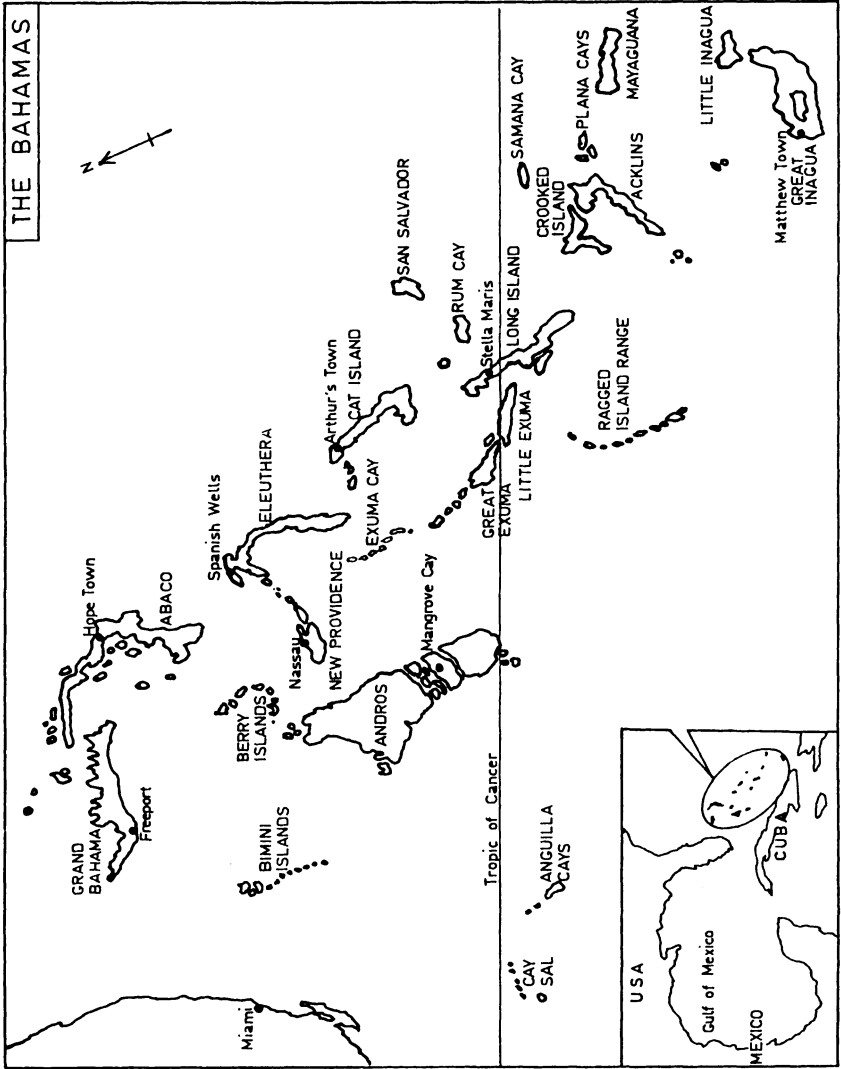 THE BAHAMAS
N
Hope Town
ABACO
GRAND
BAHAMA
Freeport
Spanish Wells
ELEUTHERA
BERRY
ISLANDS
Nassau
NEW PROVIDENCE
BIMINI
ISLANDS
Miami
Arthur's Town
CAT ISLAND
EXUMA CAY
SAN SALVADOR
RUM CAY
ANDROS
Mangrove Cay
Stella Maris
LONG ISLAND
GREAT
EXUMA
LITTLE EXUMA
Tropic of Cancer
SAMANA CAY
CROOKED
ISLAND
PLANA CAYS
MAYAGUANA
ACKLINS
RAGGED
ISLAND RANGE
ANGUILLA
CAYS
CAY
SAL
LITTLE INAGUA
Matthew Town
GREAT
INAGUA
USA
Gulf of Mexico
MEXICO
CUBA